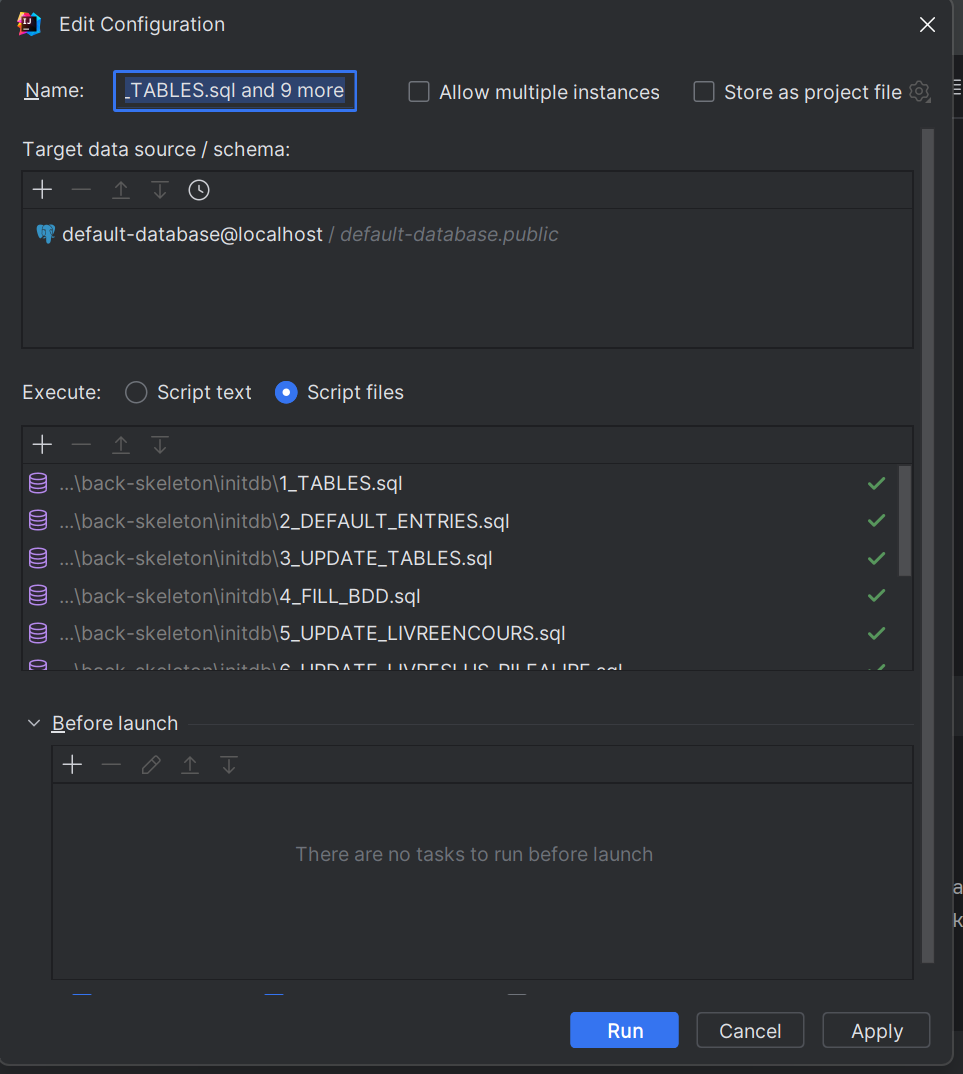 Edit Configuration
Name: _TABLES.sql and 9 more Allow multiple instances Store as project file
Target data source / schema:
default-database@localhost / default-database.public
Execute: Script text Script files
...\back-skeleton\initdb\1_TABLES.sql
...\back-skeleton\initdb\2_DEFAULT_ENTRIES.sql
...\back-skeleton\initdb\3_UPDATE_TABLES.sql
...\back-skeleton\initdb\4_FILL_BDD.sql
...\back-skeleton\initdb\5_UPDATE_LIVREENCOURS.sql
...\back-skeleton\initdb\
Before launch
There are no tasks to run before launch
Run Cancel Apply